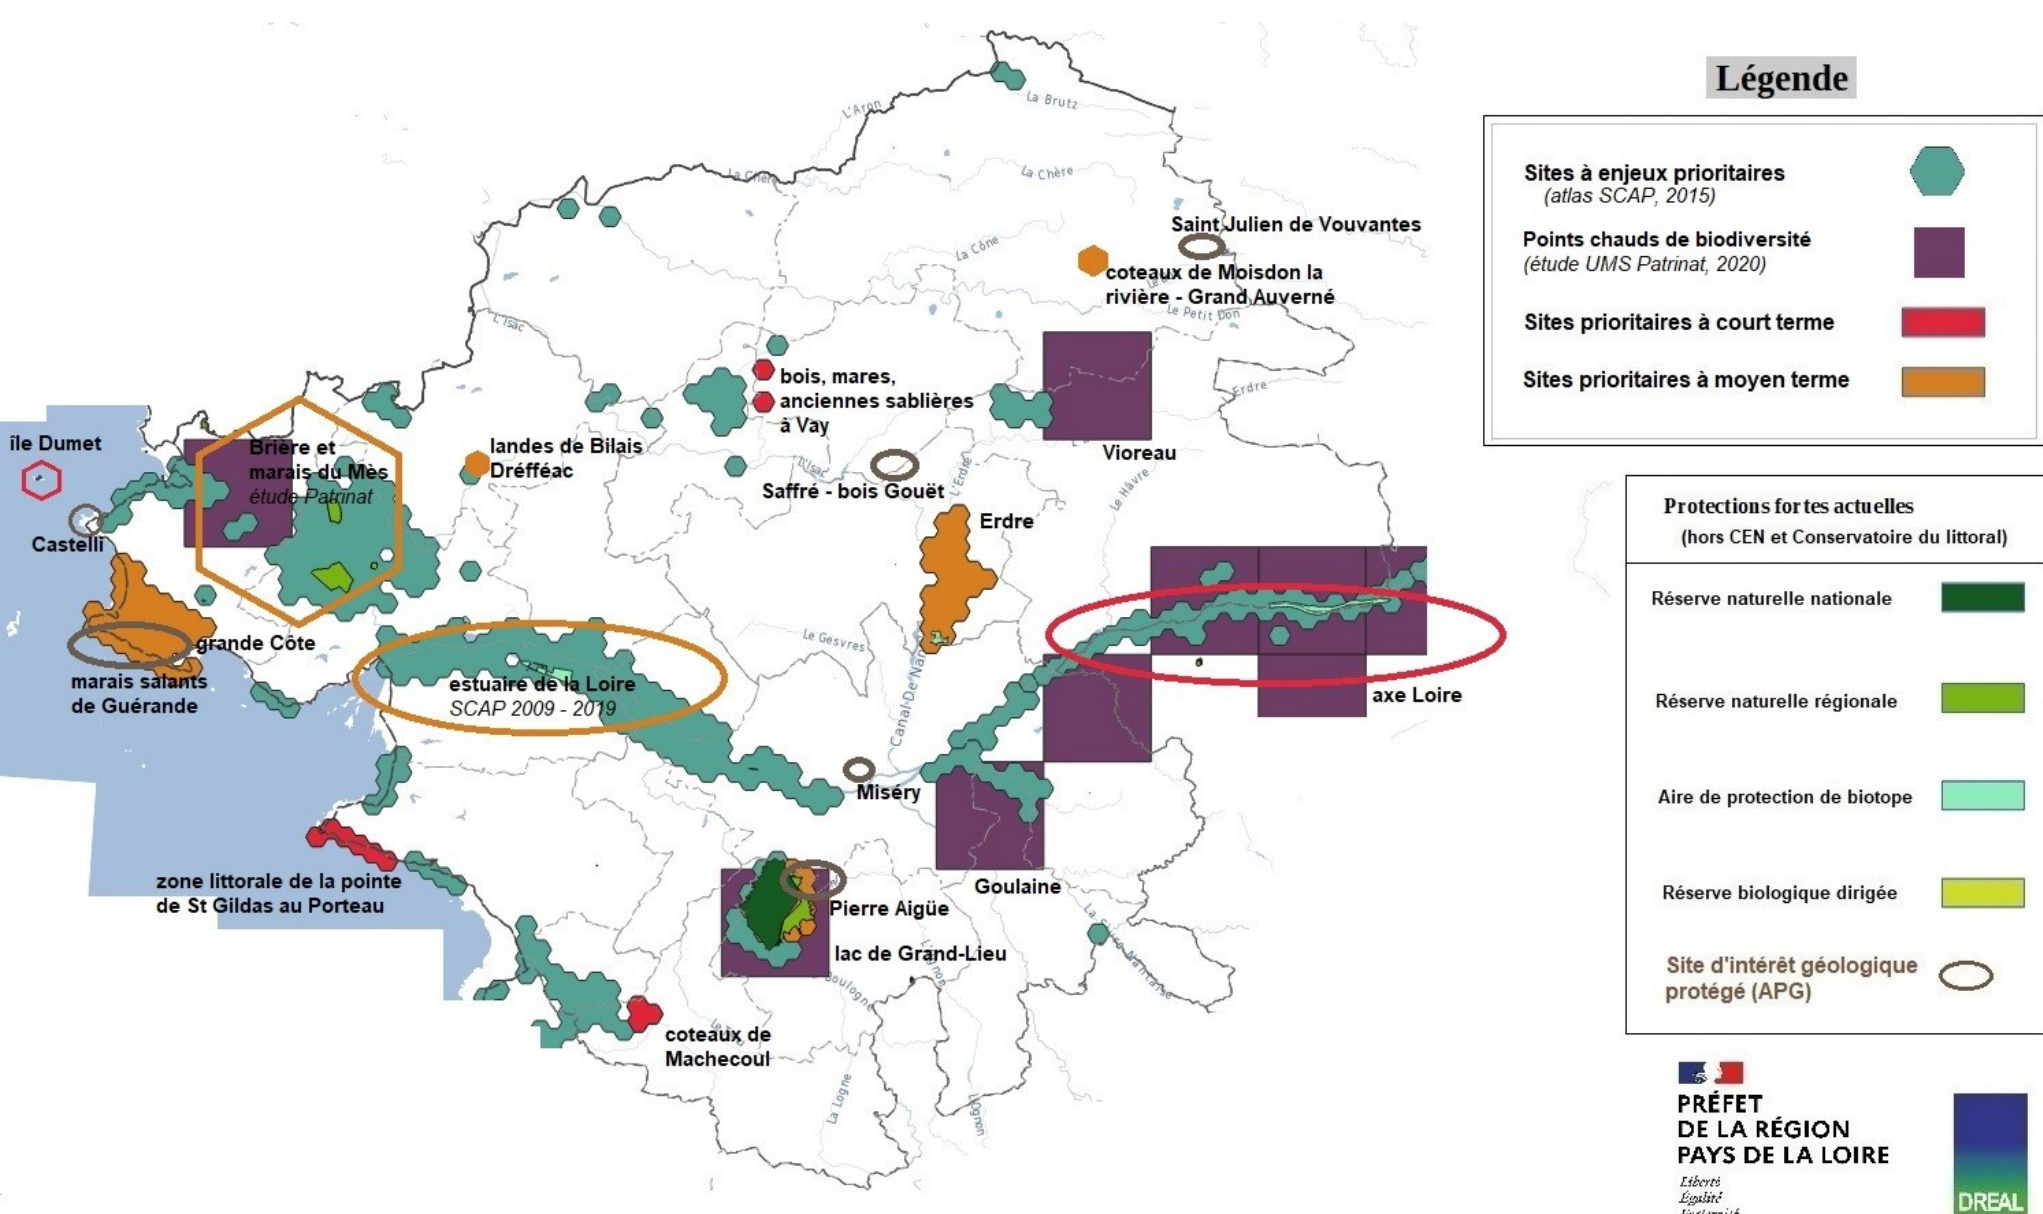 Légende
Sites à enjeux prioritaires
(atlas SCAP, 2015)
Points chauds de biodiversité
(étude UMS Patrinat, 2020)
Sites prioritaires à court terme
Sites prioritaires à moyen terme
Protections fortes actuelles
(hors CEN et Conservatoire du littoral)
Réserve naturelle nationale
Réserve naturelle régionale
Aire de protection de biotope
Réserve biologique dirigée
Site d'intérêt géologique
protégé (APG)
PRÉFET
DE LA RÉGION
PAYS DE LA LOIRE
Liberté
Égalité
DREAL
L'Aron
La Brutz
La Chère
La Chère
Saint Julien de Vouvantes
La Cône
coteaux de Moisdon la
rivière - Grand Auverné
Le Petit Don
L'Isac
bois, mares,
anciennes sablières
à Vay
Erdre
île Dumet
Brière et
marais du Mès
étude Patrinat
landes de Bilais
Drefféac
Vioreau
L'Isac
L'Erdre
Le Hâvre
Saffré - bois Gouët
Erdre
Castelli
grande Côte
Le Gesvres
marais salants
de Guérande
estuaire de la Loire
SCAP 2009 - 2019
Canal De Nan
axe Loire
Miséry
zone littorale de la pointe
de St Gildas au Porteau
Goulaine
Pierre Aigüe
lac de Grand-Lieu
L'Ognon
La Sèvre Nantaise
Boulogne
coteaux de
Machecoul
La Logne
L'Ognon